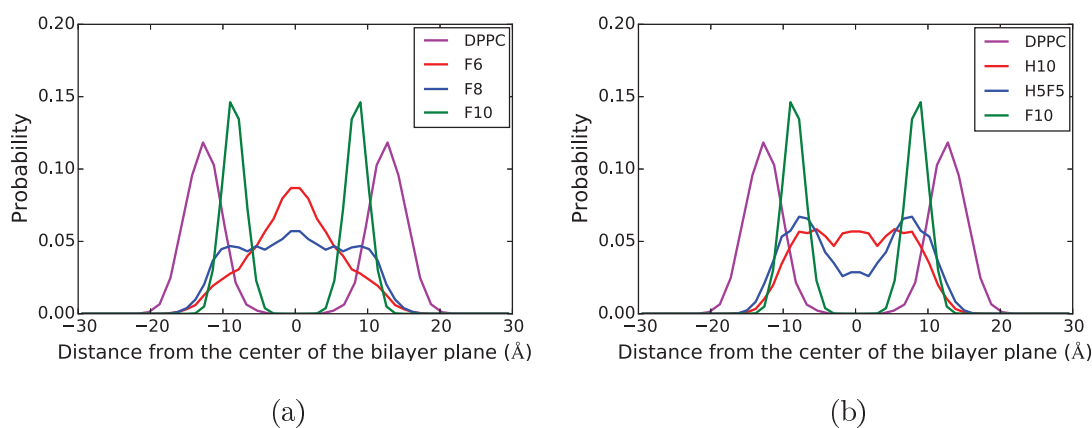 0.20
0.15
0.10
0.05
0.00
Probability
−30
−20
−10
0
10
20
30
Distance from the center of the bilayer plane (Å)
DPPC
F6
F8
F10
(a)
0.20
0.15
0.10
0.05
0.00
Probability
−30
−20
−10
0
10
20
30
Distance from the center of the bilayer plane (Å)
DPPC
H10
H5F5
F10
(b)